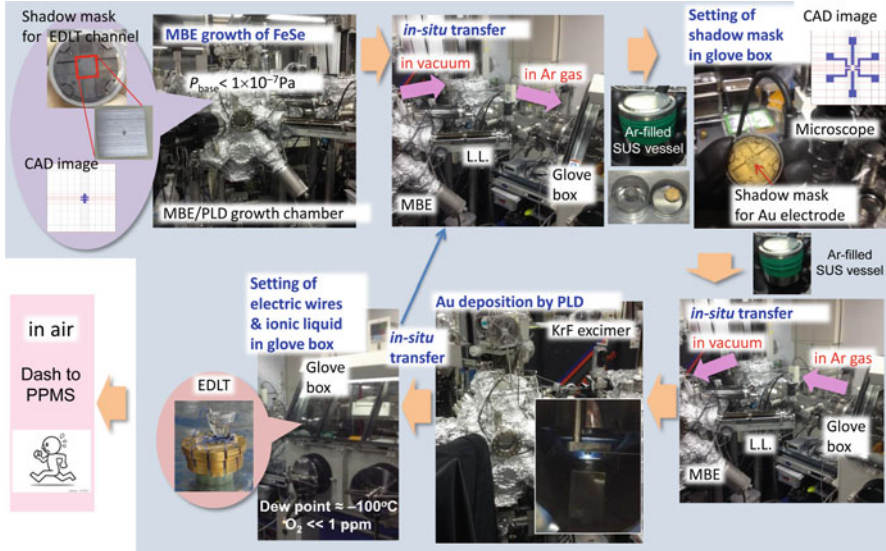 Shadow mask
for EDLT channel
CAD image
MBE growth of FeSe
P_base < 1×10⁻⁷Pa
MBE/PLD growth chamber
in-situ transfer
in vacuum
in Ar gas
L.L.
Glove
box
MBE
Ar-filled
SUS vessel
Setting of
shadow mask
in glove box
CAD image
Microscope
Shadow mask
for Au electrode
Ar-filled
SUS vessel
in-situ transfer
in vacuum
in Ar gas
Glove
box
L.L.
MBE
Au deposition by PLD
KrF excimer
in-situ
transfer
Setting of
electric wires
& ionic liquid
in glove box
Glove
box
EDLT
Dew point ≈ –100°C
O₂ << 1 ppm
in air
Dash to
PPMS